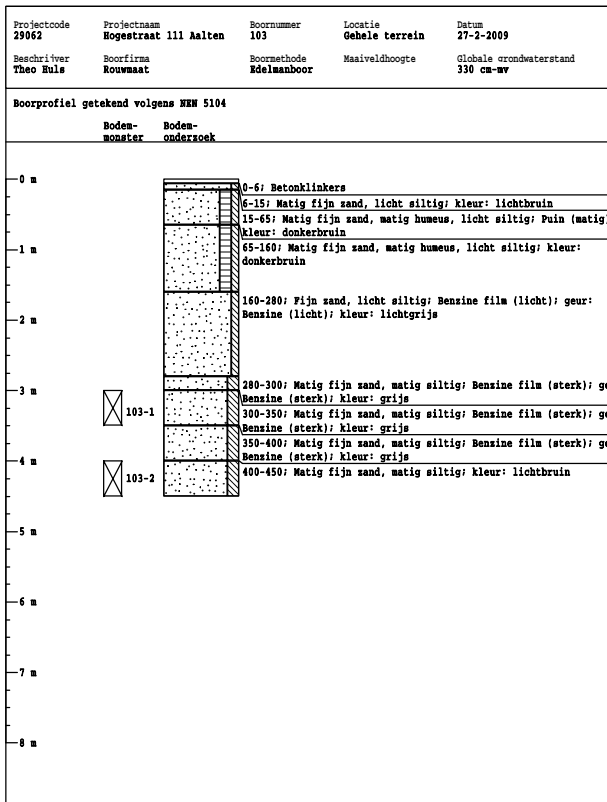 Projectcode Projectnaam Boornummer Locatie Datum
29062 Hogestraat 111 Aalten 103 Gehele terrein 27-2-2009
Beschrijver Boorfirma Boormethode Maaiveldhoogte Globale grondwaterstand
Theo Huls Rouwmaat Edelmanboor 330 cm-mv
Boorprofiel getekend volgens NEN 5104
Bodem- Bodem-
monster onderzoek
0 m
0-6; Betonklinkers
6-15; Matig fijn zand, licht siltig; kleur: lichtbruin
15-65; Matig fijn zand, matig humeus, licht siltig; Puin (matig)
kleur: donkerbruin
65-160; Matig fijn zand, matig humeus, licht siltig; kleur:
donkerbruin
1 m
160-280; Fijn zand, licht siltig; Benzine film (licht); geur:
Benzine (licht); kleur: lichtgrijs
2 m
280-300; Matig fijn zand, matig siltig; Benzine film (sterk); ge
Benzine (sterk); kleur: grijs
3 m
103-1
300-350; Matig fijn zand, matig siltig; Benzine film (sterk); ge
Benzine (sterk); kleur: grijs
350-400; Matig fijn zand, matig siltig; Benzine film (sterk); ge
Benzine (sterk); kleur: grijs
4 m
103-2
400-450; Matig fijn zand, matig siltig; kleur: lichtbruin
5 m
6 m
7 m
8 m